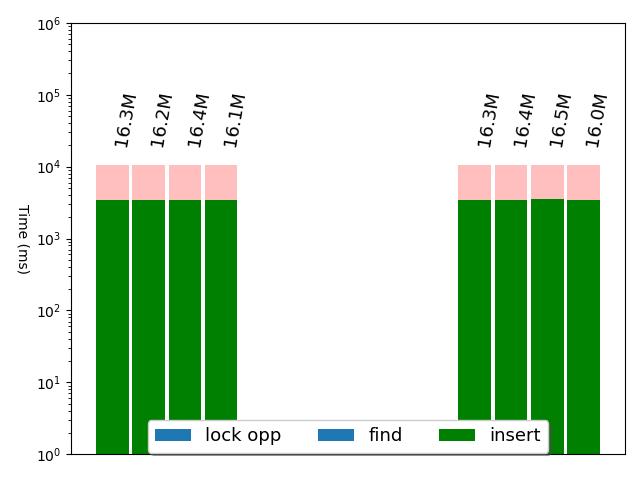 10^6
10^5
10^4
10^3
10^2
10^1
10^0
Time (ms)
16.3M
16.2M
16.4M
16.1M
16.3M
16.4M
16.5M
16.0M
lock opp
find
insert